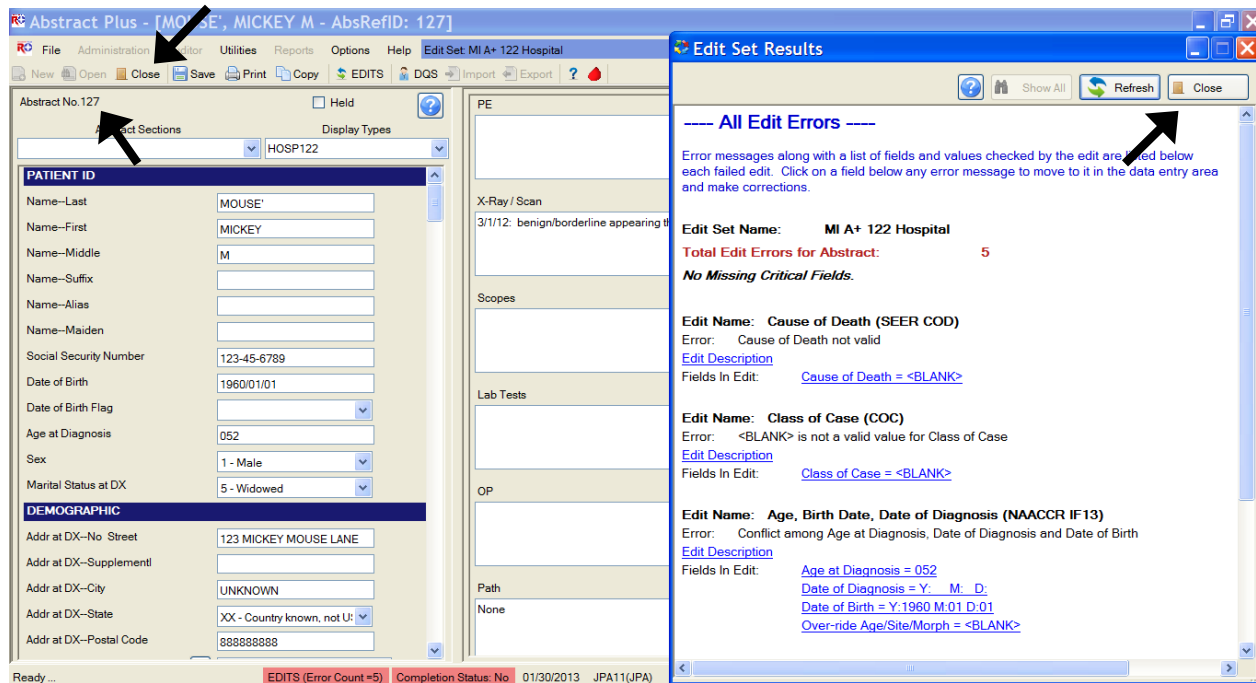 Abstract Plus - [MOUSE', MICKEY M - AbsRefID: 127]
File Administration Utilities Reports Options Help Edit Set: MI A+ 122 Hospital
New Open Close Save Print Copy EDITS DQS Import Export ?
Abstract No.127 Held ?
Abstract Sections Display Types
HOSP122
PATIENT ID
Name--Last MOUSE'
Name--First MICKEY
Name--Middle M
Name--Suffix
Name--Alias
Name--Maiden
Social Security Number 123-45-6789
Date of Birth 1960/01/01
Date of Birth Flag
Age at Diagnosis 052
Sex 1 - Male
Marital Status at DX 5 - Widowed
DEMOGRAPHIC
Addr at DX--No Street 123 MICKEY MOUSE LANE
Addr at DX--Supplementl
Addr at DX--City UNKNOWN
Addr at DX--State XX - Country known, not U
Addr at DX--Postal Code 888888888
PE
X-Ray / Scan
3/1/12: benign/borderline appearing th
Scopes
Lab Tests
OP
Path
None
Edit Set Results
? Show All Refresh Close
---- All Edit Errors ----
Error messages along with a list of fields and values checked by the edit are listed below
each failed edit. Click on a field below any error message to move to it in the data entry area
and make corrections.
Edit Set Name: MI A+ 122 Hospital
Total Edit Errors for Abstract: 5
No Missing Critical Fields.
Edit Name: Cause of Death (SEER COD)
Error: Cause of Death not valid
Edit Description
Fields In Edit: Cause of Death = <BLANK>
Edit Name: Class of Case (COC)
Error: <BLANK> is not a valid value for Class of Case
Edit Description
Fields In Edit: Class of Case = <BLANK>
Edit Name: Age, Birth Date, Date of Diagnosis (NAACCR IF13)
Error: Conflict among Age at Diagnosis, Date of Diagnosis and Date of Birth
Edit Description
Fields In Edit: Age at Diagnosis = 052
Date of Diagnosis = Y: M: D:
Date of Birth = Y:1960 M:01 D:01
Over-ride Age/Site/Morph = <BLANK>
Ready ... EDITS (Error Count =5) Completion Status: No 01/30/2013 JPA11(JPA)